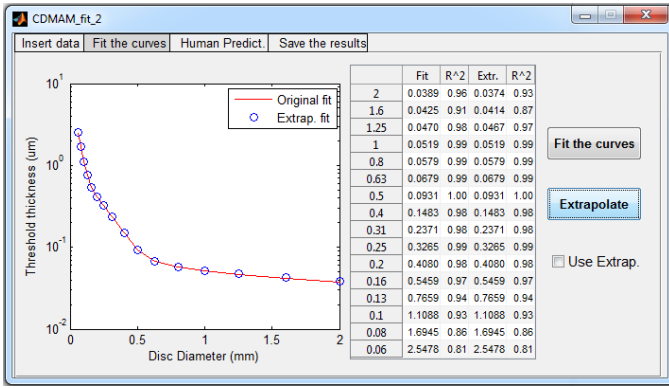 CDMAM_fit_2
Insert data Fit the curves Human Predict. Save the results
10^1
10^0
10^-1
10^-2
Threshold thickness (um)
Original fit
Extrap. fit
0 0.5 1 1.5 2
Disc Diameter (mm)
Fit R^2 Extr. R^2
2 0.0389 0.96 0.0374 0.93
1.6 0.0425 0.91 0.0414 0.87
1.25 0.0470 0.98 0.0467 0.97
1 0.0519 0.99 0.0519 0.99
0.8 0.0579 0.99 0.0579 0.99
0.63 0.0679 0.99 0.0679 0.99
0.5 0.0931 1.00 0.0931 1.00
0.4 0.1483 0.98 0.1483 0.98
0.31 0.2371 0.98 0.2371 0.98
0.25 0.3265 0.99 0.3265 0.99
0.2 0.4080 0.98 0.4080 0.98
0.16 0.5459 0.97 0.5459 0.97
0.13 0.7659 0.94 0.7659 0.94
0.1 1.1088 0.93 1.1088 0.93
0.08 1.6945 0.86 1.6945 0.86
0.06 2.5478 0.81 2.5478 0.81
Fit the curves
Extrapolate
Use Extrap.